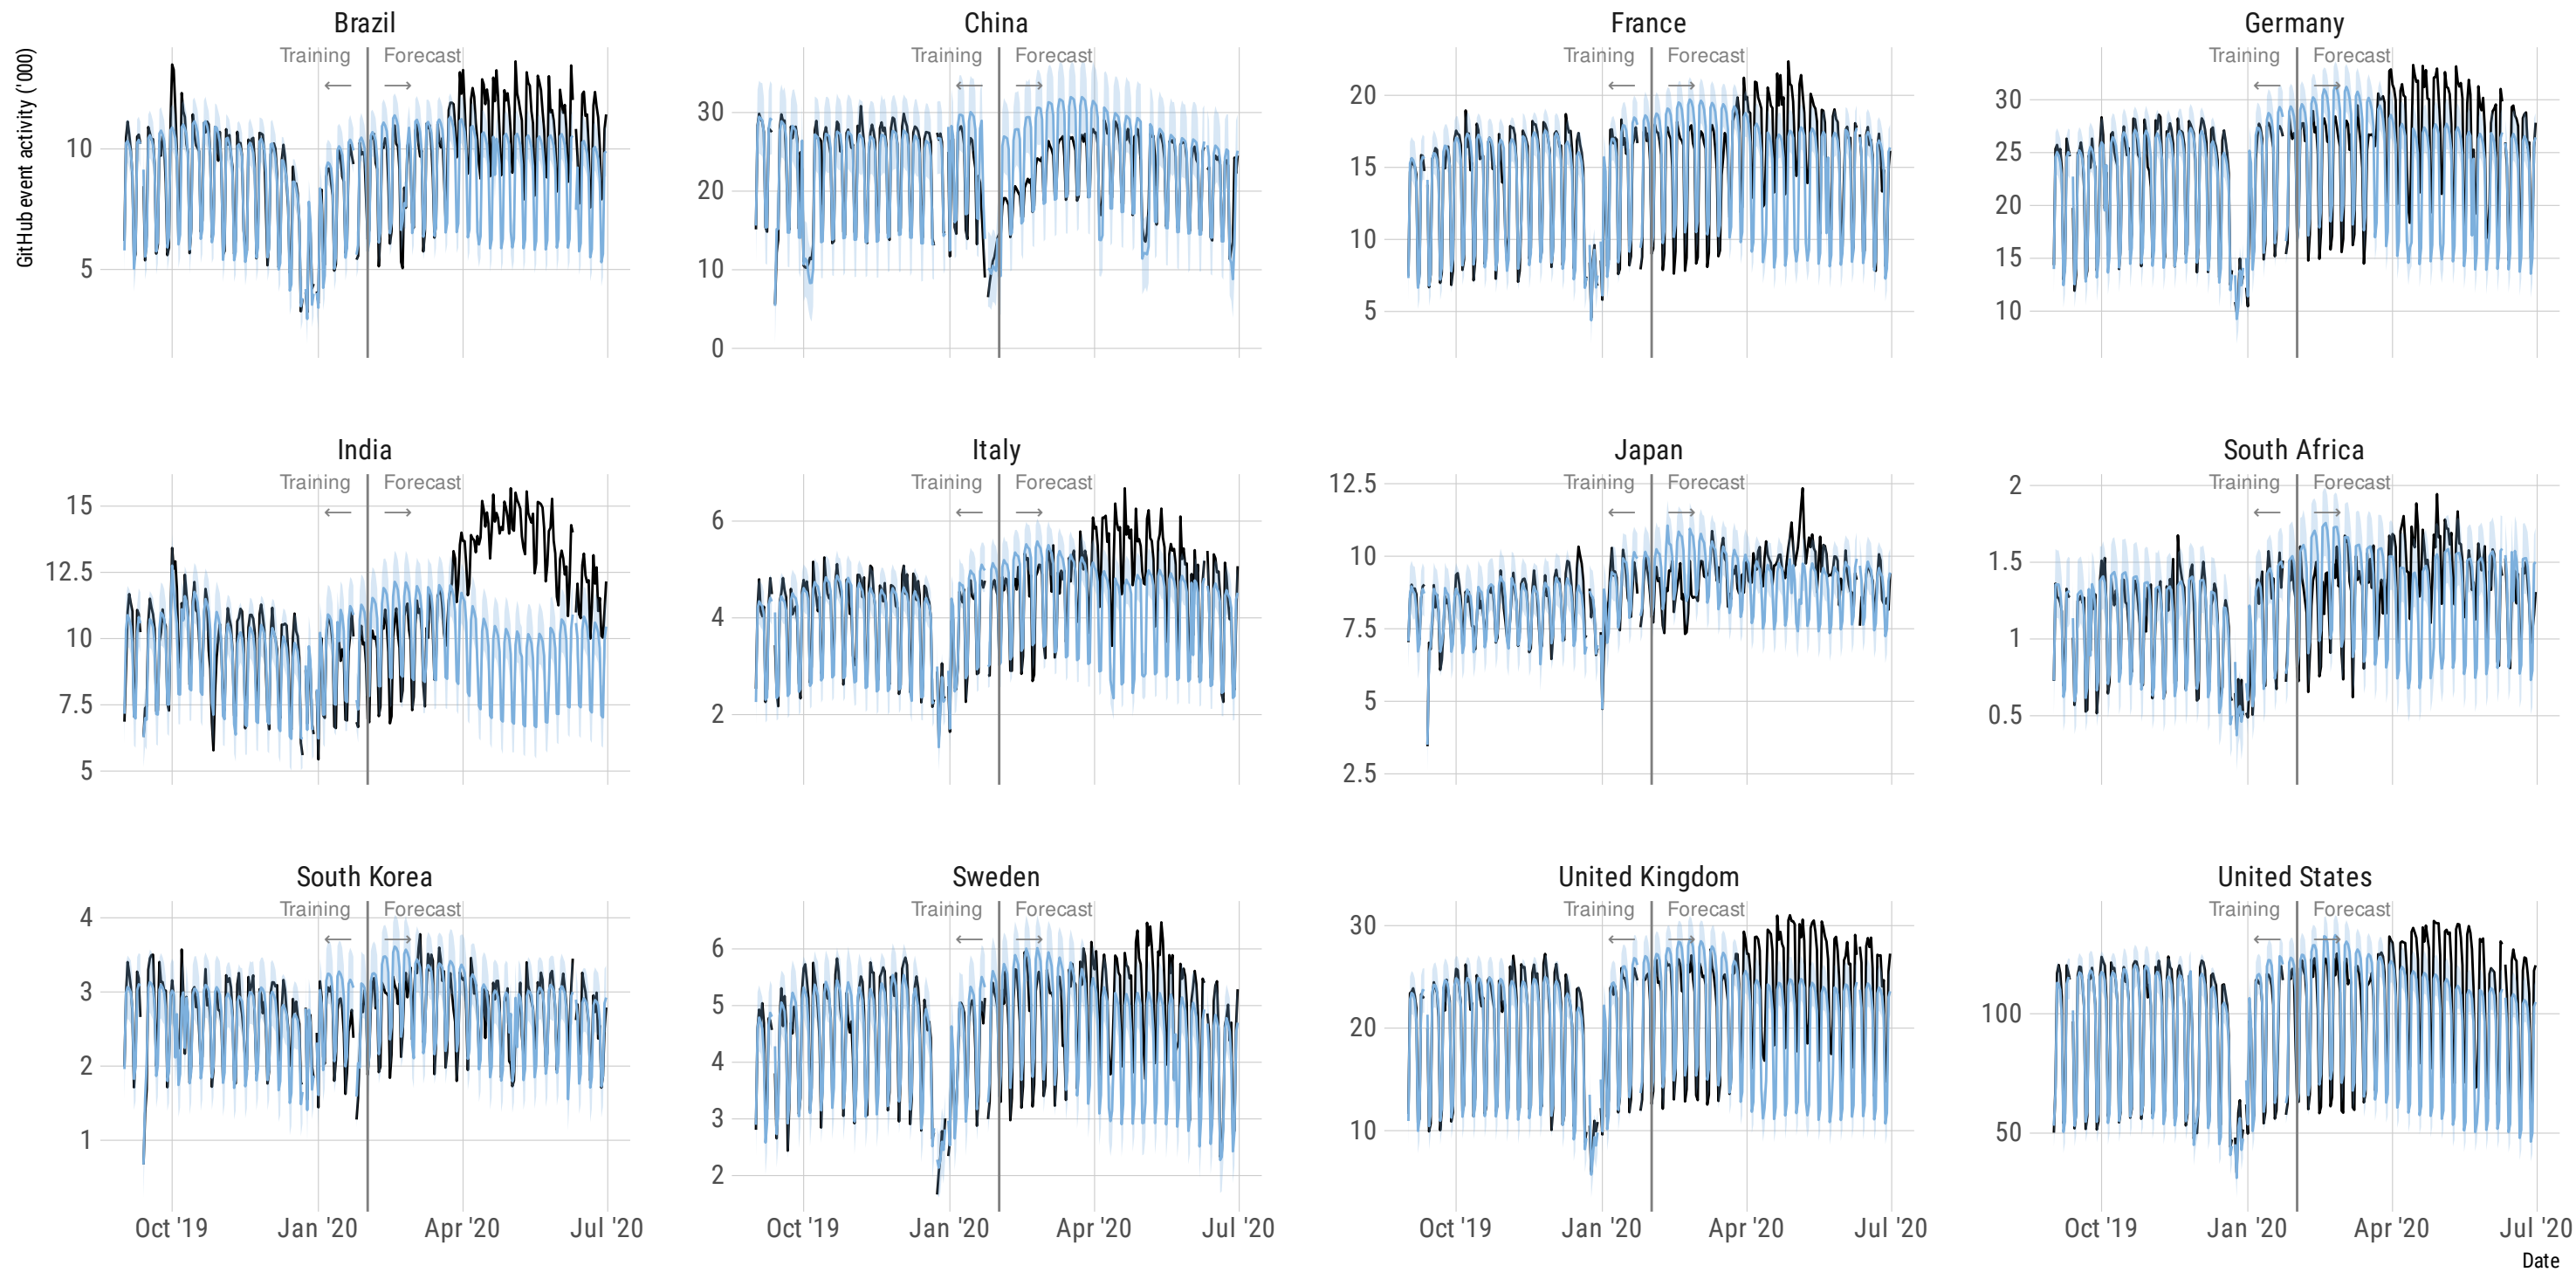 GitHub event activity ('000)
Brazil
Training Forecast
← →
10
5
China
Training Forecast
← →
30
20
10
0
France
Training Forecast
← →
20
15
10
5
Germany
Training Forecast
← →
30
25
20
15
10
India
Training Forecast
← →
15
12.5
10
7.5
5
Italy
Training Forecast
← →
6
4
2
Japan
Training Forecast
← →
12.5
10
7.5
5
2.5
South Africa
Training Forecast
← →
2
1.5
1
0.5
South Korea
Training Forecast
← →
4
3
2
1
Oct '19 Jan '20 Apr '20 Jul '20
Sweden
Training Forecast
← →
6
5
4
3
2
Oct '19 Jan '20 Apr '20 Jul '20
United Kingdom
Training Forecast
← →
30
20
10
Oct '19 Jan '20 Apr '20 Jul '20
United States
Training Forecast
← →
100
50
Oct '19 Jan '20 Apr '20 Jul '20
Date